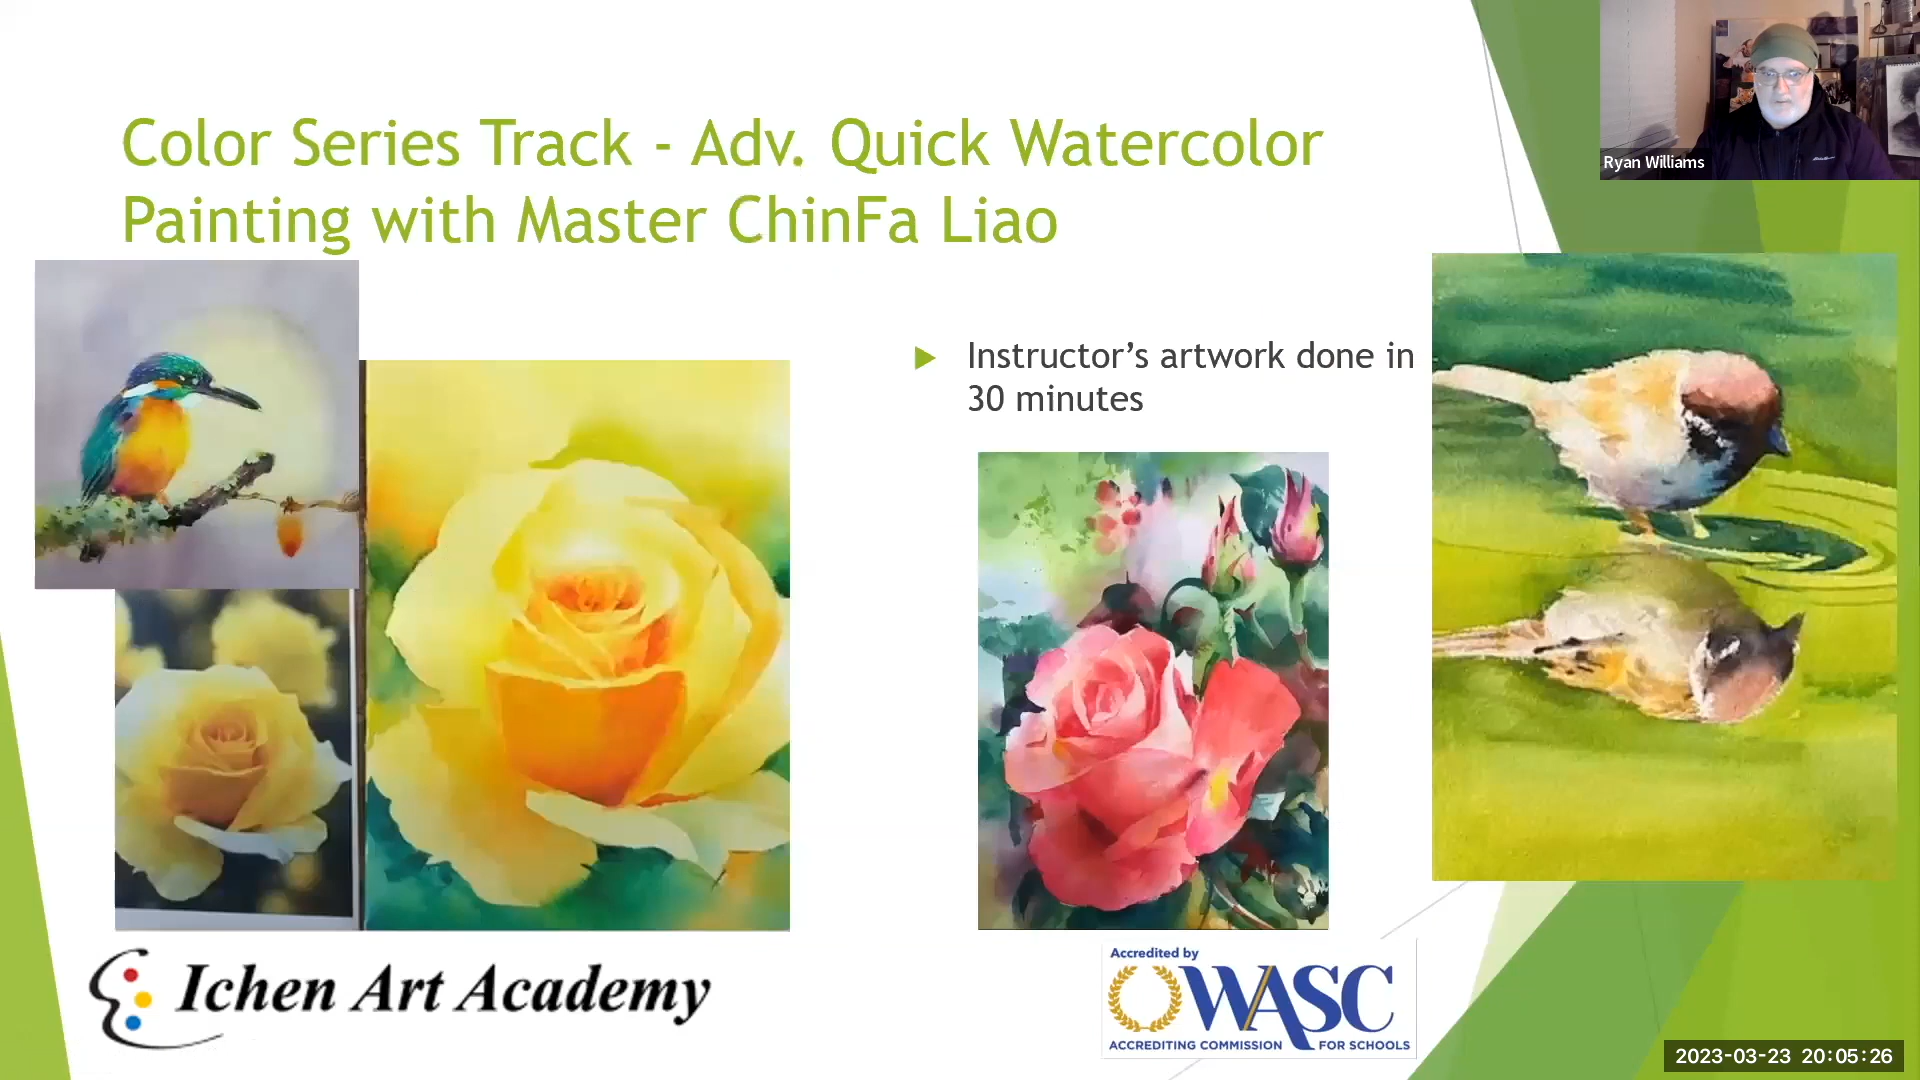 Color Series Track - Adv. Quick Watercolor
Painting with Master ChinFa Liao
Ryan Williams
Instructor’s artwork done in
30 minutes
Ichen Art Academy
Accredited by
WASC
ACCREDITING COMMISSION FOR SCHOOLS
2023-03-23 20:05:26